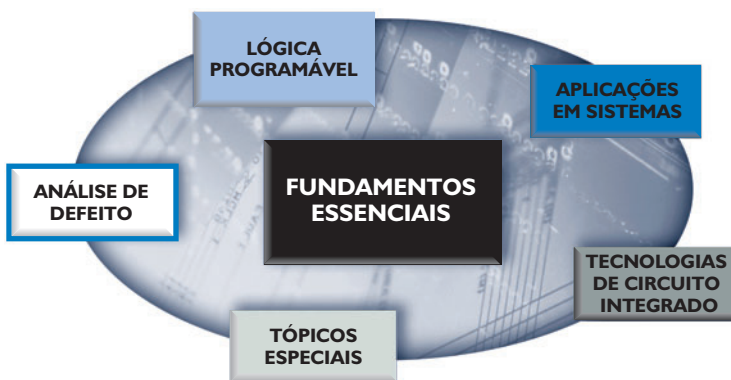 LÓGICA
PROGRAMÁVEL
APLICAÇÕES
EM SISTEMAS
ANÁLISE DE
DEFEITO
FUNDAMENTOS
ESSENCIAIS
TECNOLOGIAS
DE CIRCUITO
INTEGRADO
TÓPICOS
ESPECIAIS